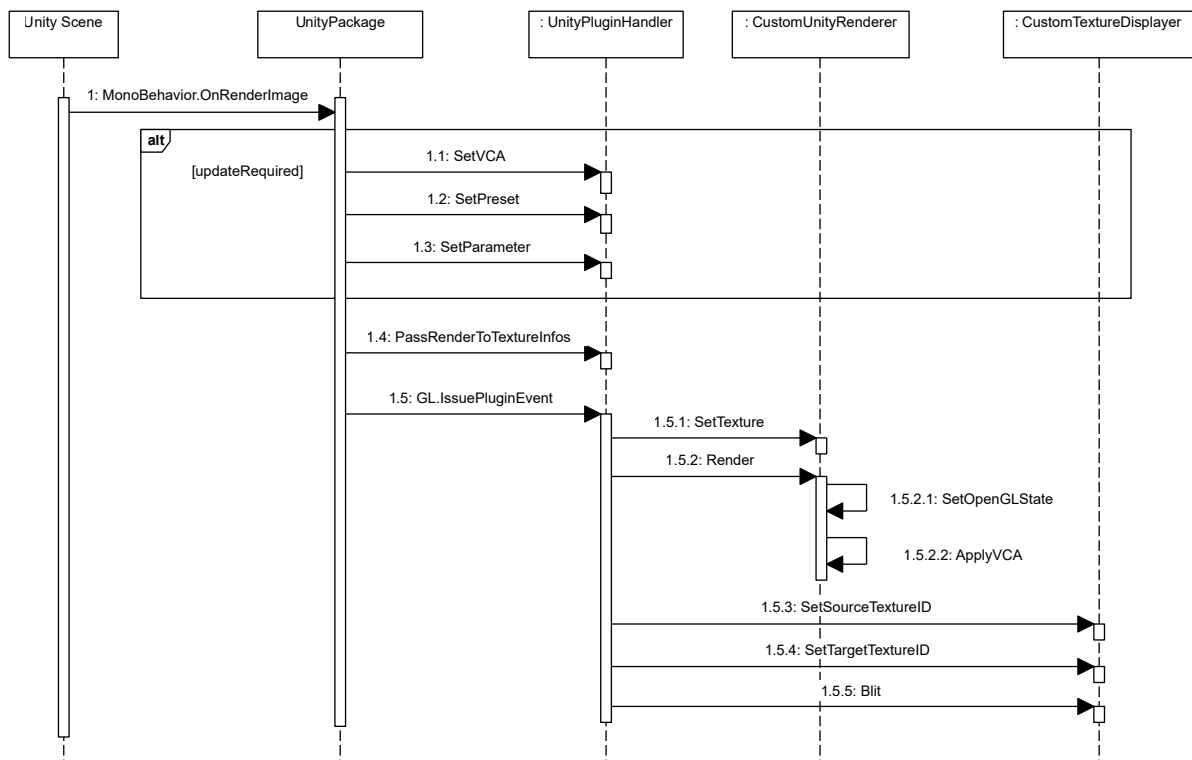 Unity Scene
UnityPackage
: UnityPluginHandler
: CustomUnityRenderer
: CustomTextureDisplayer
1: MonoBehavior.OnRenderImage
alt
[updateRequired]
1.1: SetVCA
1.2: SetPreset
1.3: SetParameter
1.4: PassRenderToTextureInfos
1.5: GL.IssuePluginEvent
1.5.1: SetTexture
1.5.2: Render
1.5.2.1: SetOpenGLState
1.5.2.2: ApplyVCA
1.5.3: SetSourceTextureID
1.5.4: SetTargetTextureID
1.5.5: Blit